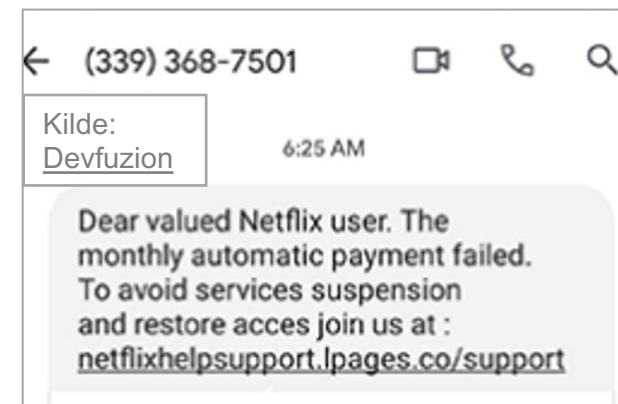 (339) 368-7501
Kilde:
Devfuzion
6:25 AM
Dear valued Netflix user. The
monthly automatic payment failed.
To avoid services suspension
and restore acces join us at :
netflixhelpsupport.lpages.co/support